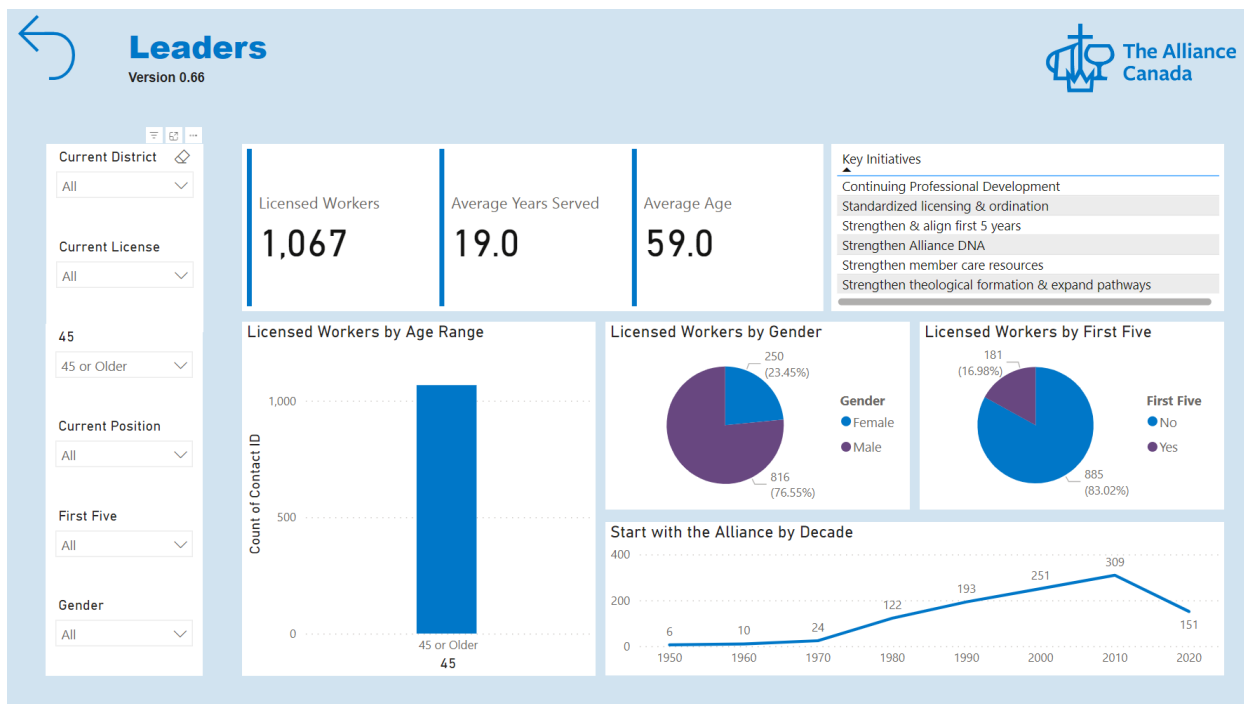 Leaders
Version 0.66
The Alliance
Canada
Current District
All
Current License
All
45
45 or Older
Current Position
All
First Five
All
Gender
All
Licensed Workers
1,067
Average Years Served
19.0
Average Age
59.0
Key Initiatives
Continuing Professional Development
Standardized licensing & ordination
Strengthen & align first 5 years
Strengthen Alliance DNA
Strengthen member care resources
Strengthen theological formation & expand pathways
Licensed Workers by Age Range
Count of Contact ID
1,000
500
0
45 or Older
45
Licensed Workers by Gender
250
(23.45%)
816
(76.55%)
Gender
Female
Male
Licensed Workers by First Five
181
(16.98%)
885
(83.02%)
First Five
No
Yes
Start with the Alliance by Decade
400
200
0
6
10
24
122
193
251
309
151
1950
1960
1970
1980
1990
2000
2010
2020